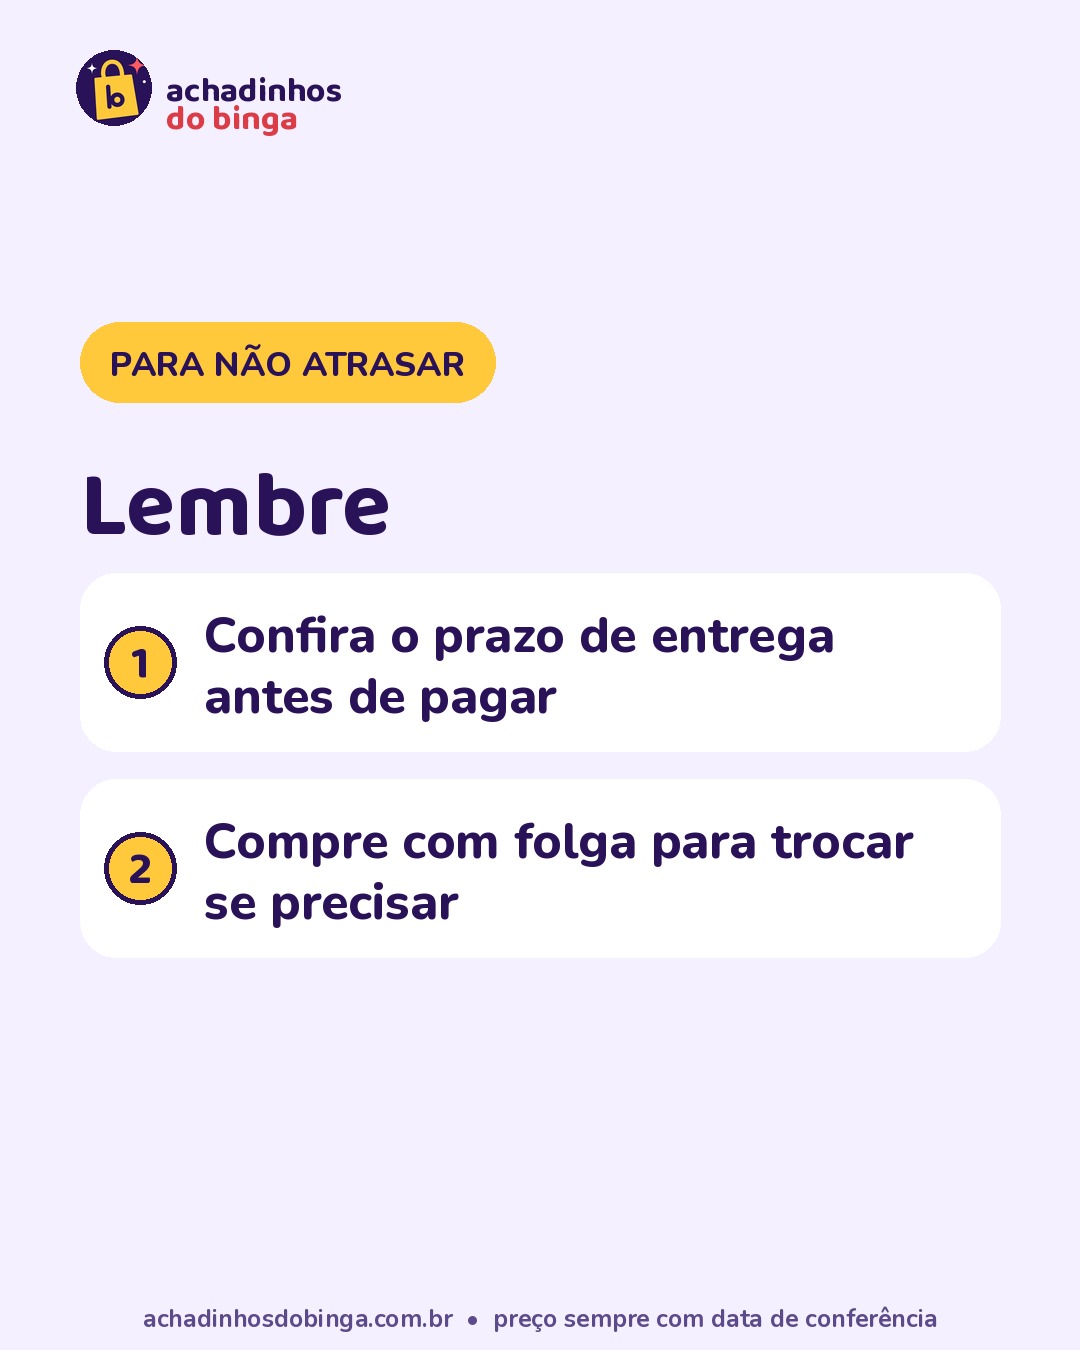 b
achadinhos
do binga
PARA NÃO ATRASAR
Lembre
1
Confira o prazo de entrega
antes de pagar
2
Compre com folga para trocar
se precisar
achadinhosdobinga.com.br • preço sempre com data de conferência